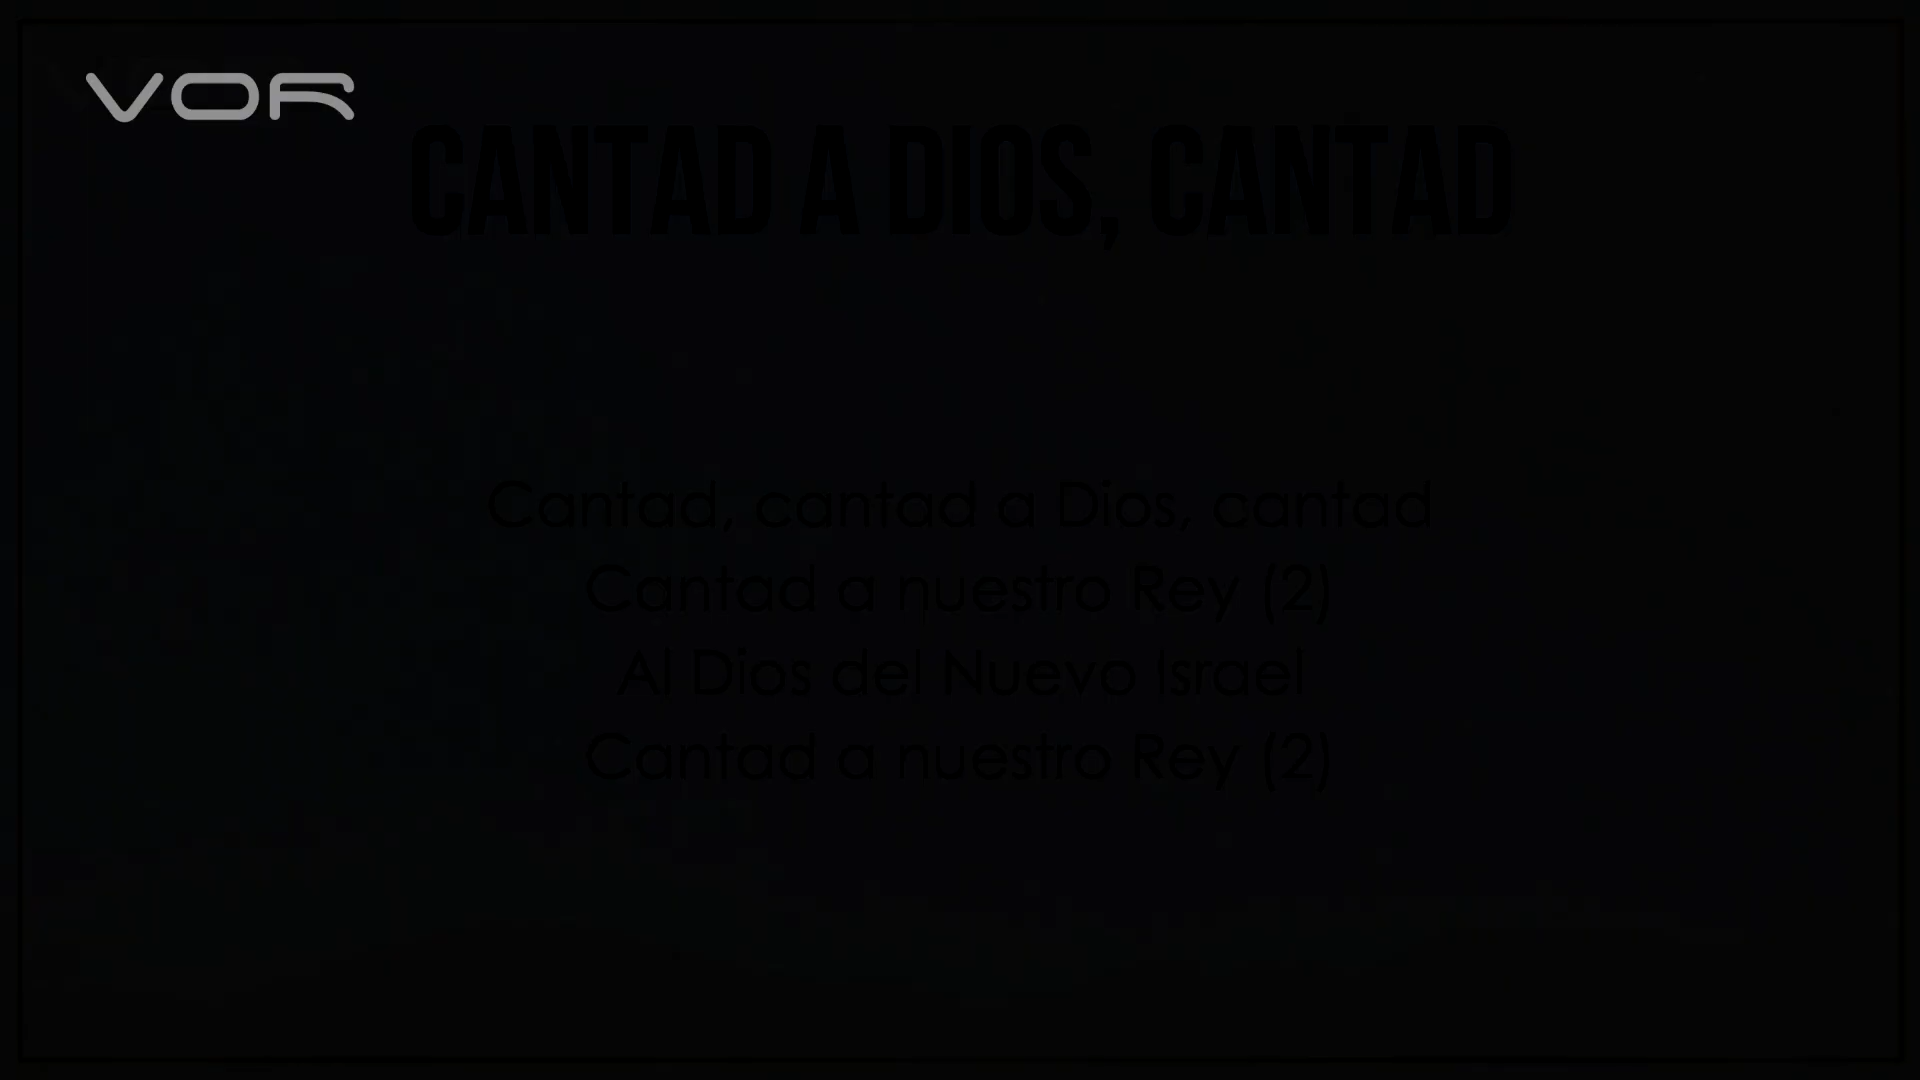 VOR
CANTAD A DIOS, CANTAD
Cantad, cantad a Dios, cantad
Cantad a nuestro Rey (2)
Al Dios del Nuevo Israel
Cantad a nuestro Rey (2)